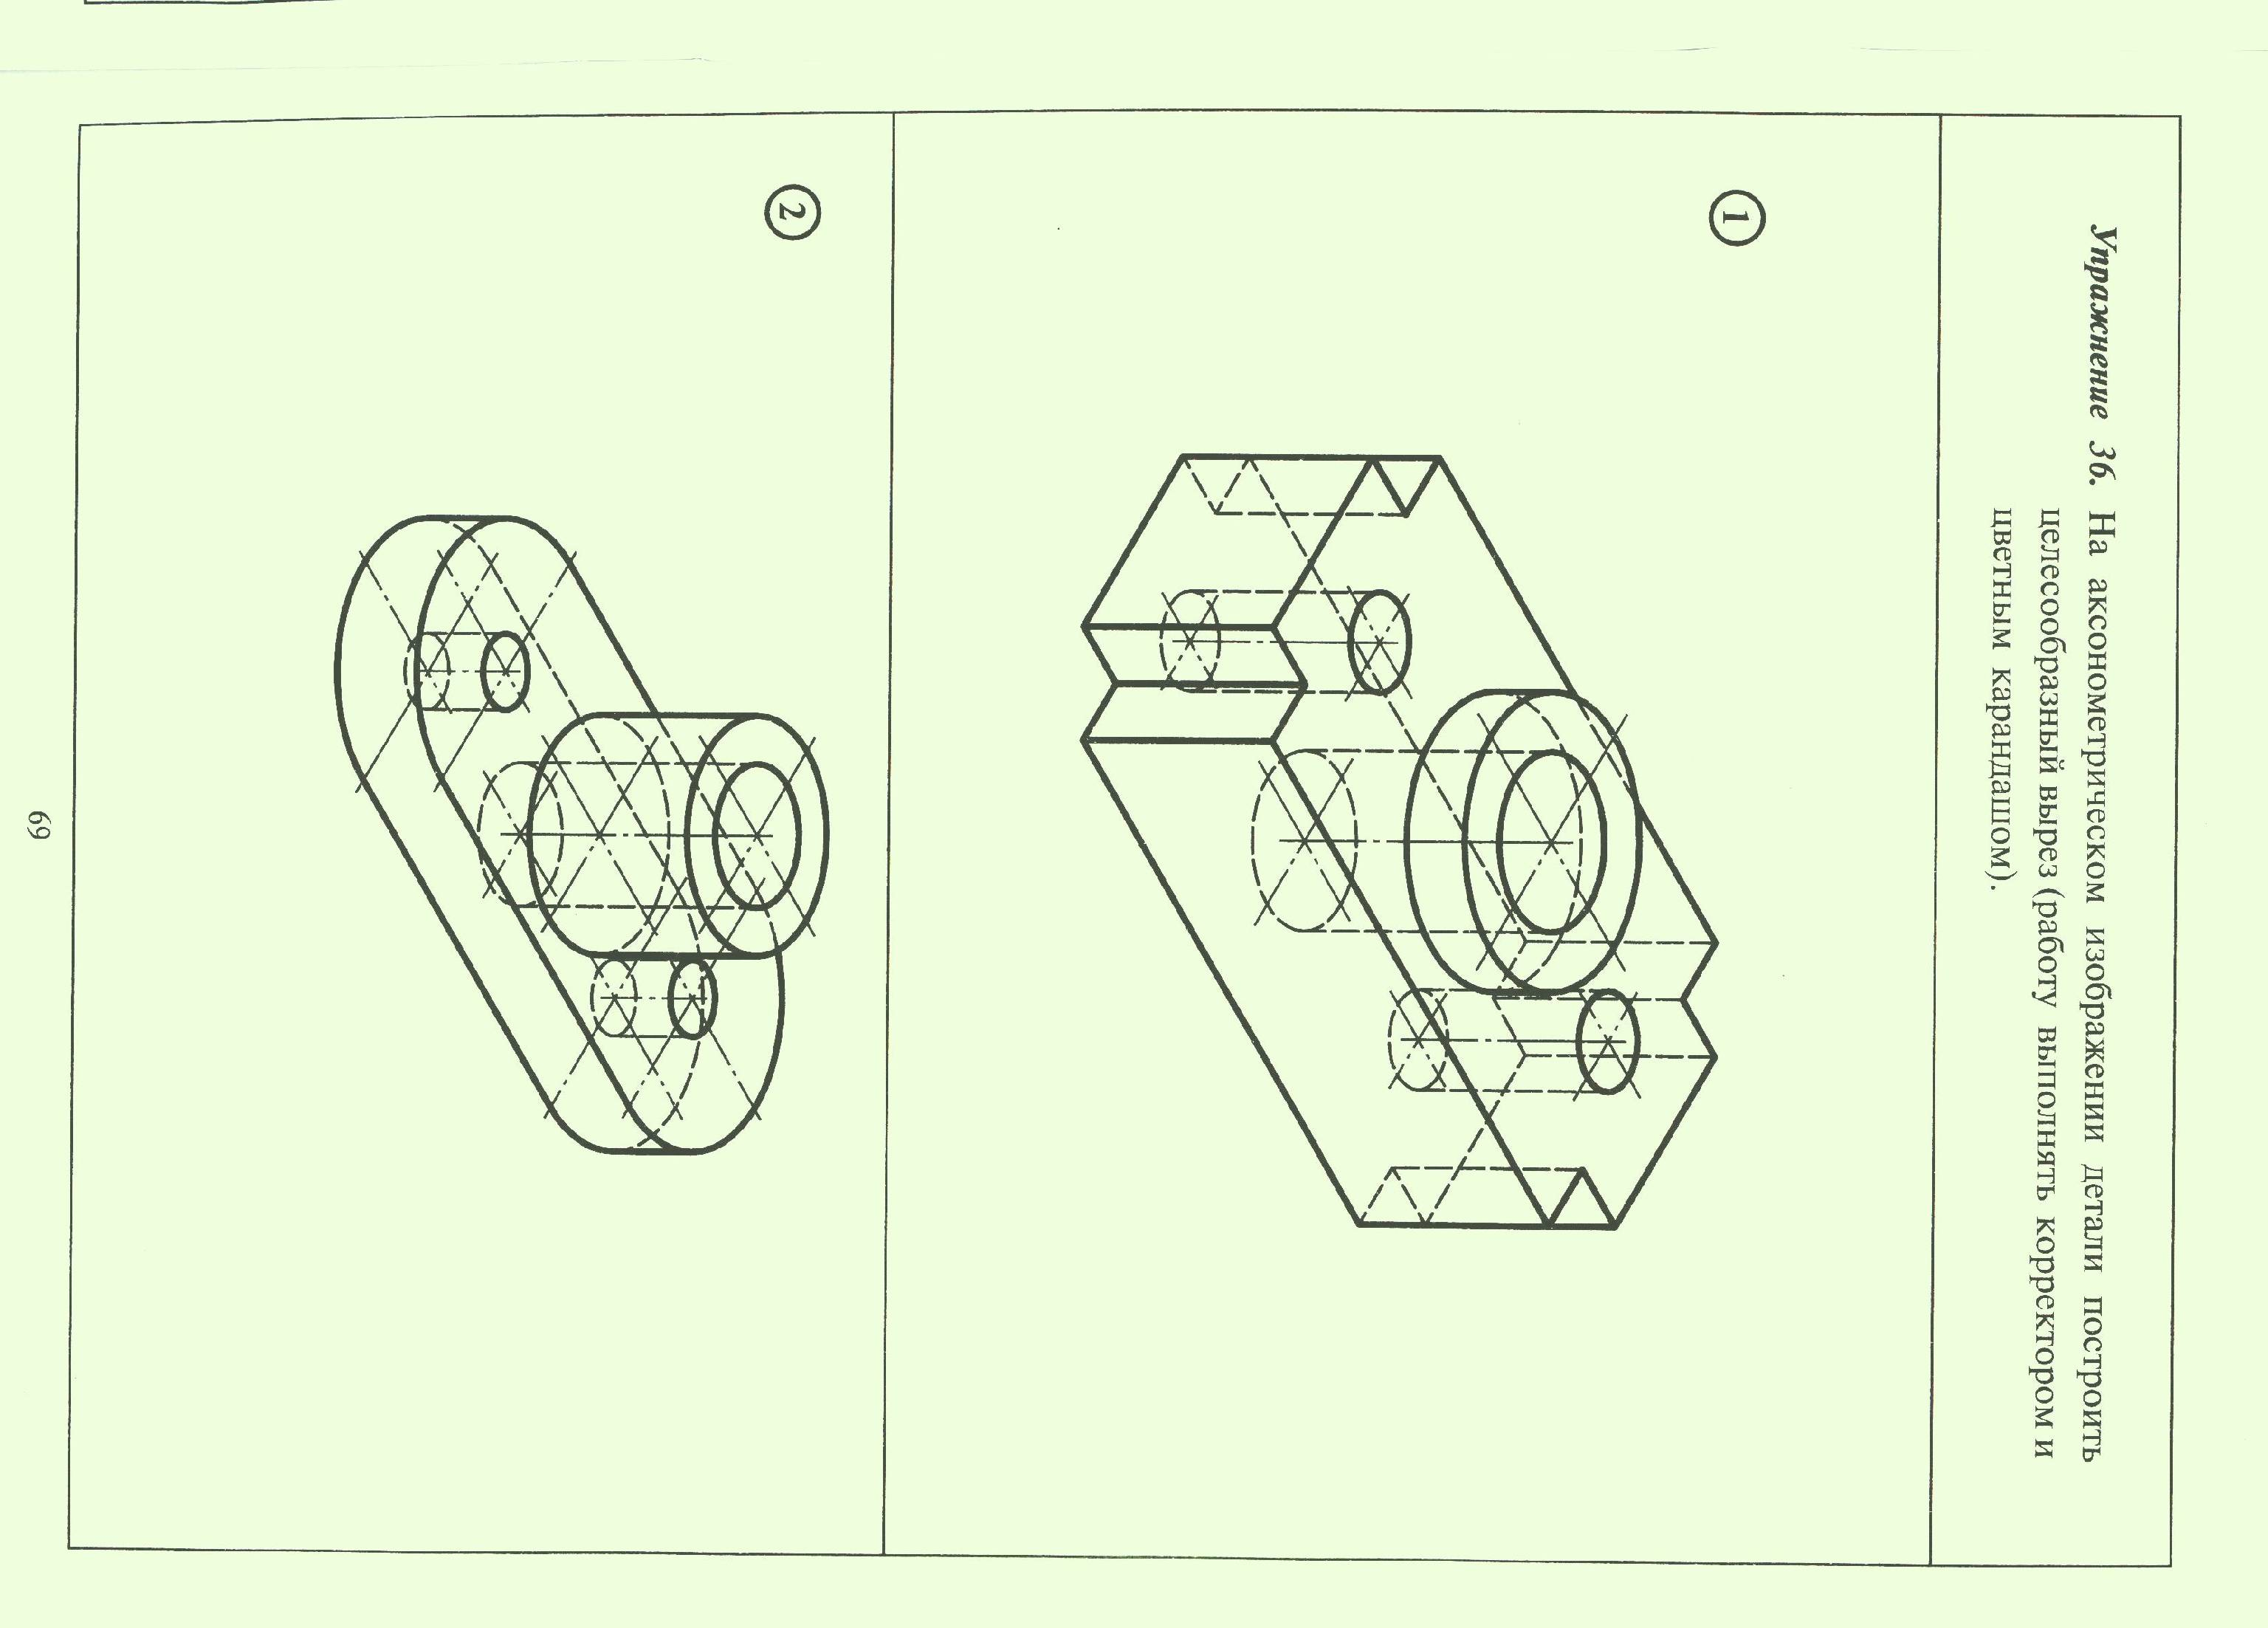 Упражнение 36. На аксонометрическом изображении детали построить
целесообразный вырез (работу выполнять корректором и
цветным карандашом).
1
2
69